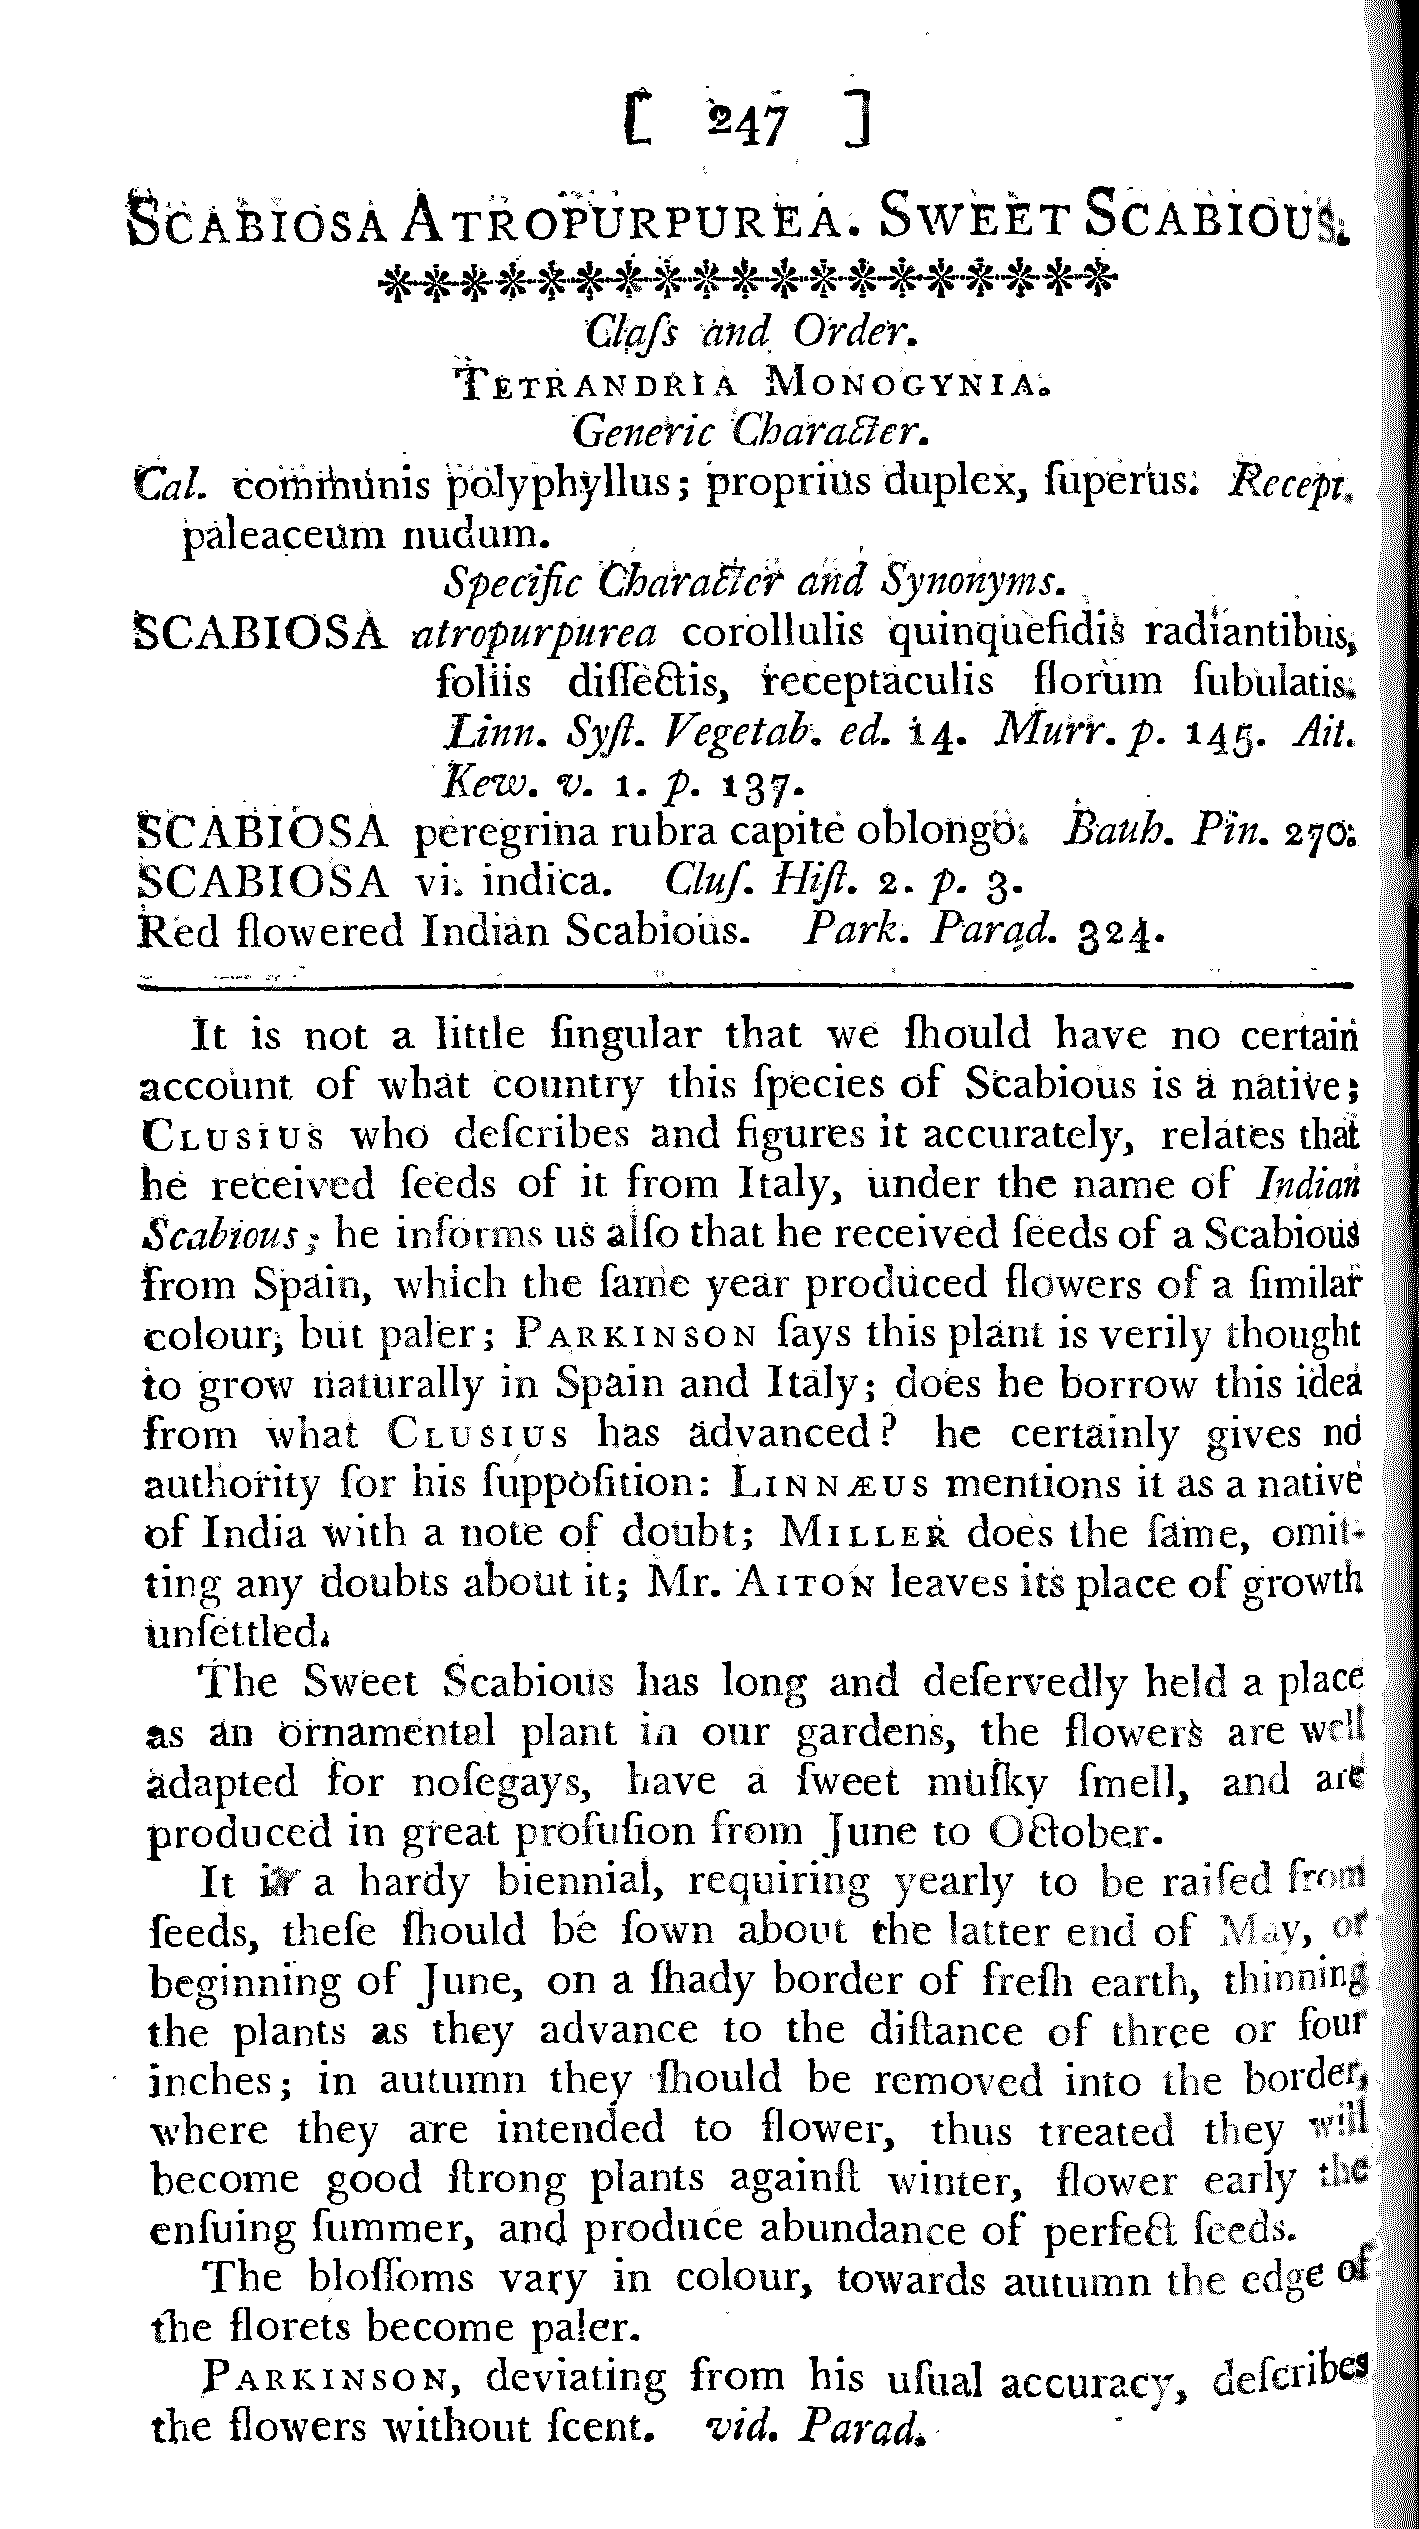 [ 247 ]
SCABIOSA ATROPURPUREA. SWEET SCABIOUS.
Claſs and Order.
TETRANDRIA MONOGYNIA.
Generic Character.
Cal. communis polyphyllus; proprius duplex, ſuperus. Recept.
paleaceum nudum.
Specific Character and Synonyms.
SCABIOSA atropurpurea corollulis quinquefidis radiantibus,
foliis diſſectis, receptaculis florum ſubulatis.
Linn. Syſt. Vegetab. ed. 14. Murr. p. 145. Ait.
Kew. v. 1. p. 137.
SCABIOSA peregrina rubra capite oblongo. Bauh. Pin. 270.
SCABIOSA vi. indica. Cluſ. Hiſt. 2. p. 3.
Red flowered Indian Scabious. Park. Parad. 324.
It is not a little ſingular that we ſhould have no certain
account of what country this ſpecies of Scabious is a native;
CLUSIUS who deſcribes and figures it accurately, relates that
he received ſeeds of it from Italy, under the name of Indian
Scabious; he informs us alſo that he received ſeeds of a Scabious
from Spain, which the ſame year produced flowers of a ſimilar
colour, but paler; PARKINSON ſays this plant is verily thought
to grow naturally in Spain and Italy; does he borrow this idea
from what CLUSIUS has advanced? he certainly gives no
authority for his ſuppoſition: LINNÆUS mentions it as a native
of India with a note of doubt; MILLER does the ſame, omit-
ting any doubts about it; Mr. AITON leaves its place of growth
unſettled.
The Sweet Scabious has long and deſervedly held a place
as an ornamental plant in our gardens, the flowers are well
adapted for noſegays, have a ſweet muſky ſmell, and are
produced in great profuſion from June to October.
It is a hardy biennial, requiring yearly to be raiſed from
ſeeds, theſe ſhould be ſown about the latter end of May, or
beginning of June, on a ſhady border of freſh earth, thinning
the plants as they advance to the diſtance of three or four
inches; in autumn they ſhould be removed into the border,
where they are intended to flower, thus treated they will
become good ſtrong plants againſt winter, flower early the
enſuing ſummer, and produce abundance of perfect ſeeds.
The bloſſoms vary in colour, towards autumn the edge of
the florets become paler.
PARKINSON, deviating from his uſual accuracy, deſcribes
the flowers without ſcent. vid. Parad.